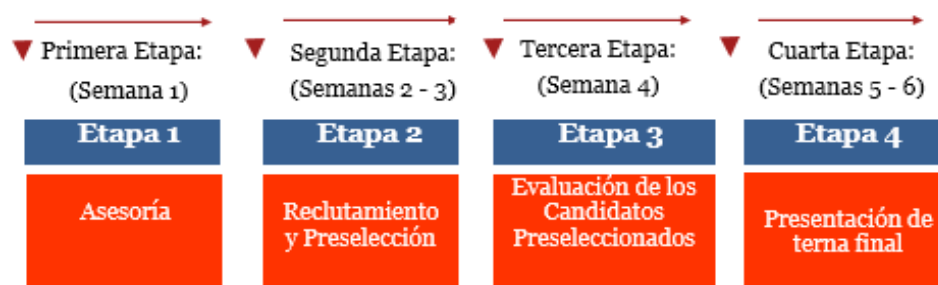 Primera Etapa:
(Semana 1)
Segunda Etapa:
(Semanas 2 - 3)
Tercera Etapa:
(Semana 4)
Cuarta Etapa:
(Semanas 5 - 6)
Etapa 1
Etapa 2
Etapa 3
Etapa 4
Asesoría
Reclutamiento
y Preselección
Evaluación de los
Candidatos
Preseleccionados
Presentación de
terna final